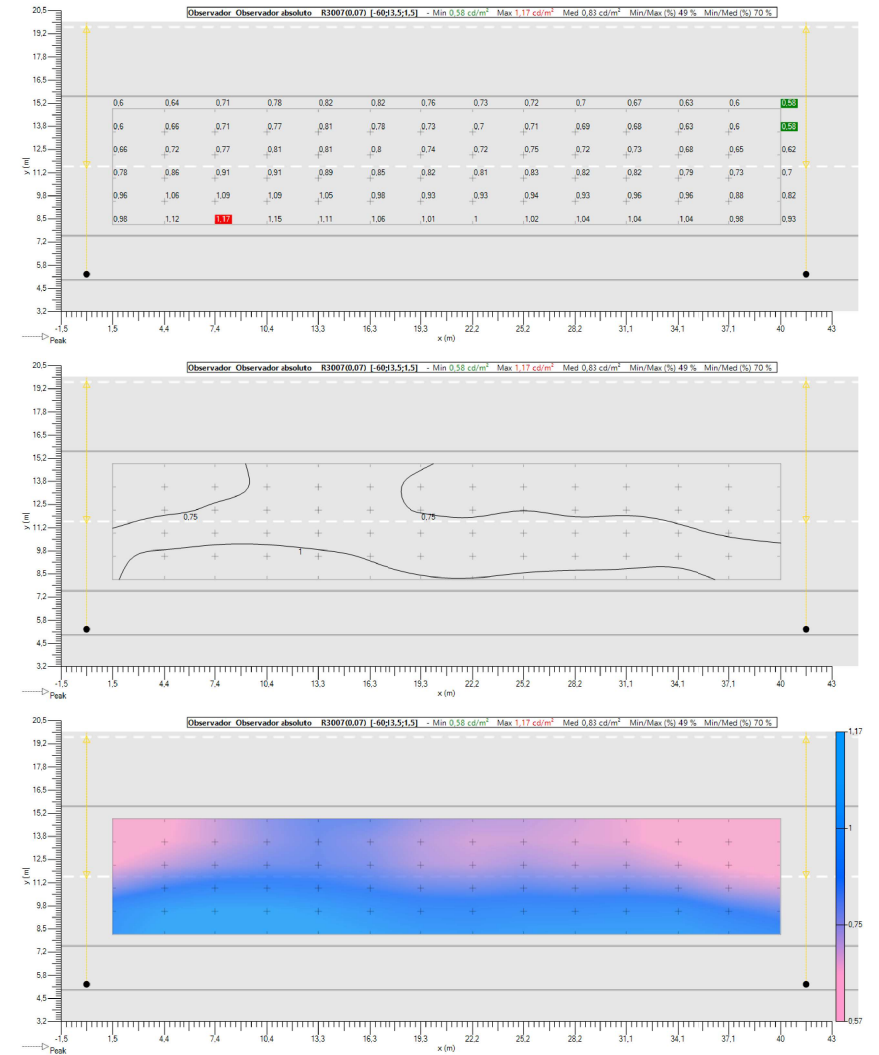 Observador Observador absoluto R3007(0,07) [-60;13,5;1,5] - Min 0,58 cd/m² Max 1,17 cd/m² Med 0,83 cd/m² Min/Max (%) 49 % Min/Med (%) 70 %
20,5
19,2
17,8
16,5
15,2
13,8
12,5
11,2
9,8
8,5
7,2
5,8
4,5
3,2
y (m)
0,6 0,64 0,71 0,78 0,82 0,82 0,76 0,73 0,72 0,7 0,67 0,63 0,6 0,58
0,6 0,66 0,71 0,77 0,81 0,78 0,73 0,7 0,71 0,69 0,68 0,63 0,6 0,58
0,66 0,72 0,77 0,81 0,81 0,8 0,74 0,72 0,75 0,72 0,73 0,68 0,65 0,62
0,78 0,86 0,91 0,91 0,89 0,85 0,82 0,81 0,83 0,82 0,82 0,79 0,73 0,7
0,96 1,06 1,09 1,09 1,05 0,98 0,93 0,93 0,94 0,93 0,96 0,96 0,88 0,82
0,98 1,12 1,17 1,15 1,11 1,06 1,01 1 1,02 1,04 1,04 1,04 0,98 0,93
-1,5 1,5 4,4 7,4 10,4 13,3 16,3 19,3 22,2 25,2 28,2 31,1 34,1 37,1 40 43
x (m)
Peak
Observador Observador absoluto R3007(0,07) [-60;13,5;1,5] - Min 0,58 cd/m² Max 1,17 cd/m² Med 0,83 cd/m² Min/Max (%) 49 % Min/Med (%) 70 %
20,5
19,2
17,8
16,5
15,2
13,8
12,5
11,2
9,8
8,5
7,2
5,8
4,5
3,2
y (m)
0,75 0,75
1
-1,5 1,5 4,4 7,4 10,4 13,3 16,3 19,3 22,2 25,2 28,2 31,1 34,1 37,1 40 43
x (m)
Peak
Observador Observador absoluto R3007(0,07) [-60;13,5;1,5] - Min 0,58 cd/m² Max 1,17 cd/m² Med 0,83 cd/m² Min/Max (%) 49 % Min/Med (%) 70 %
20,5
19,2
17,8
16,5
15,2
13,8
12,5
11,2
9,8
8,5
7,2
5,8
4,5
3,2
y (m)
1,17
1
0,75
0,57
-1,5 1,5 4,4 7,4 10,4 13,3 16,3 19,3 22,2 25,2 28,2 31,1 34,1 37,1 40 43
x (m)
Peak